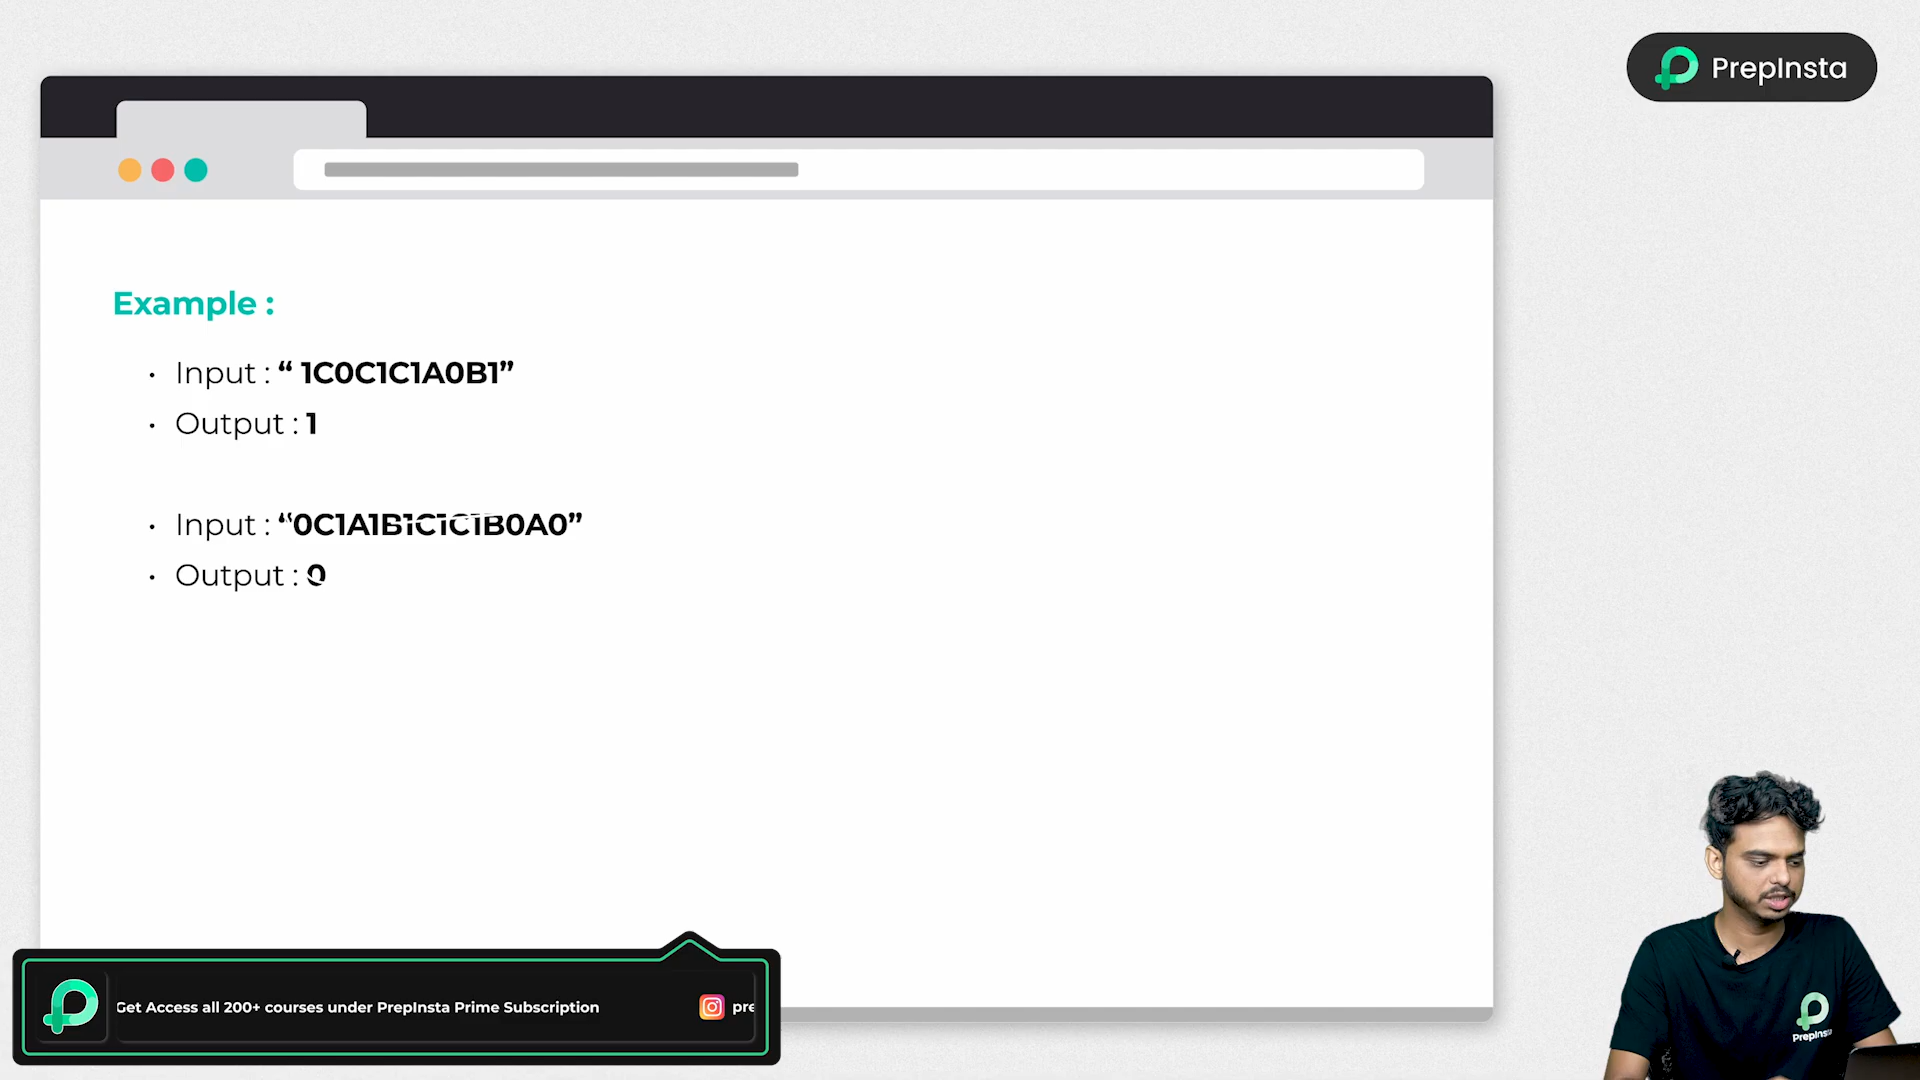 PrepInsta
Example :
• Input : “ 1C0C1C1A0B1”
• Output : 1
• Input : “0C1A1B1C1C1B0A0”
• Output : 0
Get Access all 200+ courses under PrepInsta Prime Subscription
pre
PrepInsta